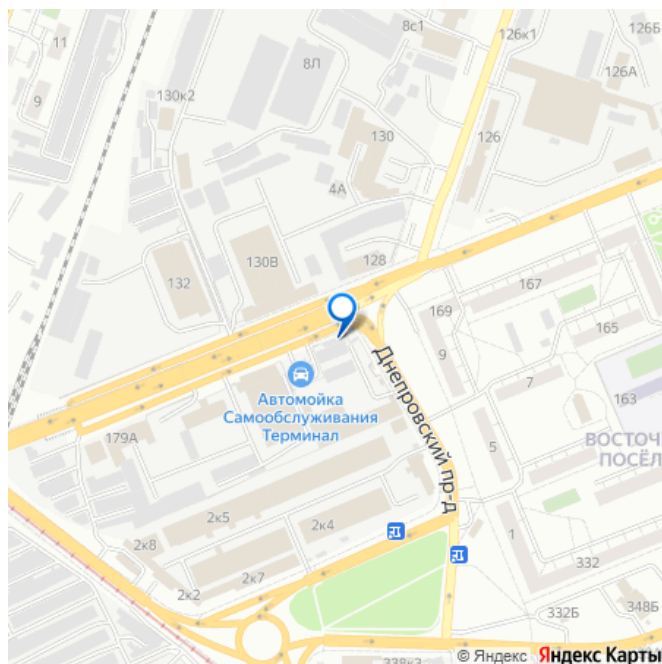 8с1
126к1
126Б
11
126А
8Л
9
130к2
130
126
4А
128
130В
132
167
169
165
9
7
Автомойка
Самообслуживания
Терминал
Днепровский пр-д
163
179А
5
ВОСТОЧ
ПОСЁЛ
2к5
2к4
1
2к8
332
2к7
2к2
332Б
348Б
338к3
© Яндекс Яндекс Карты